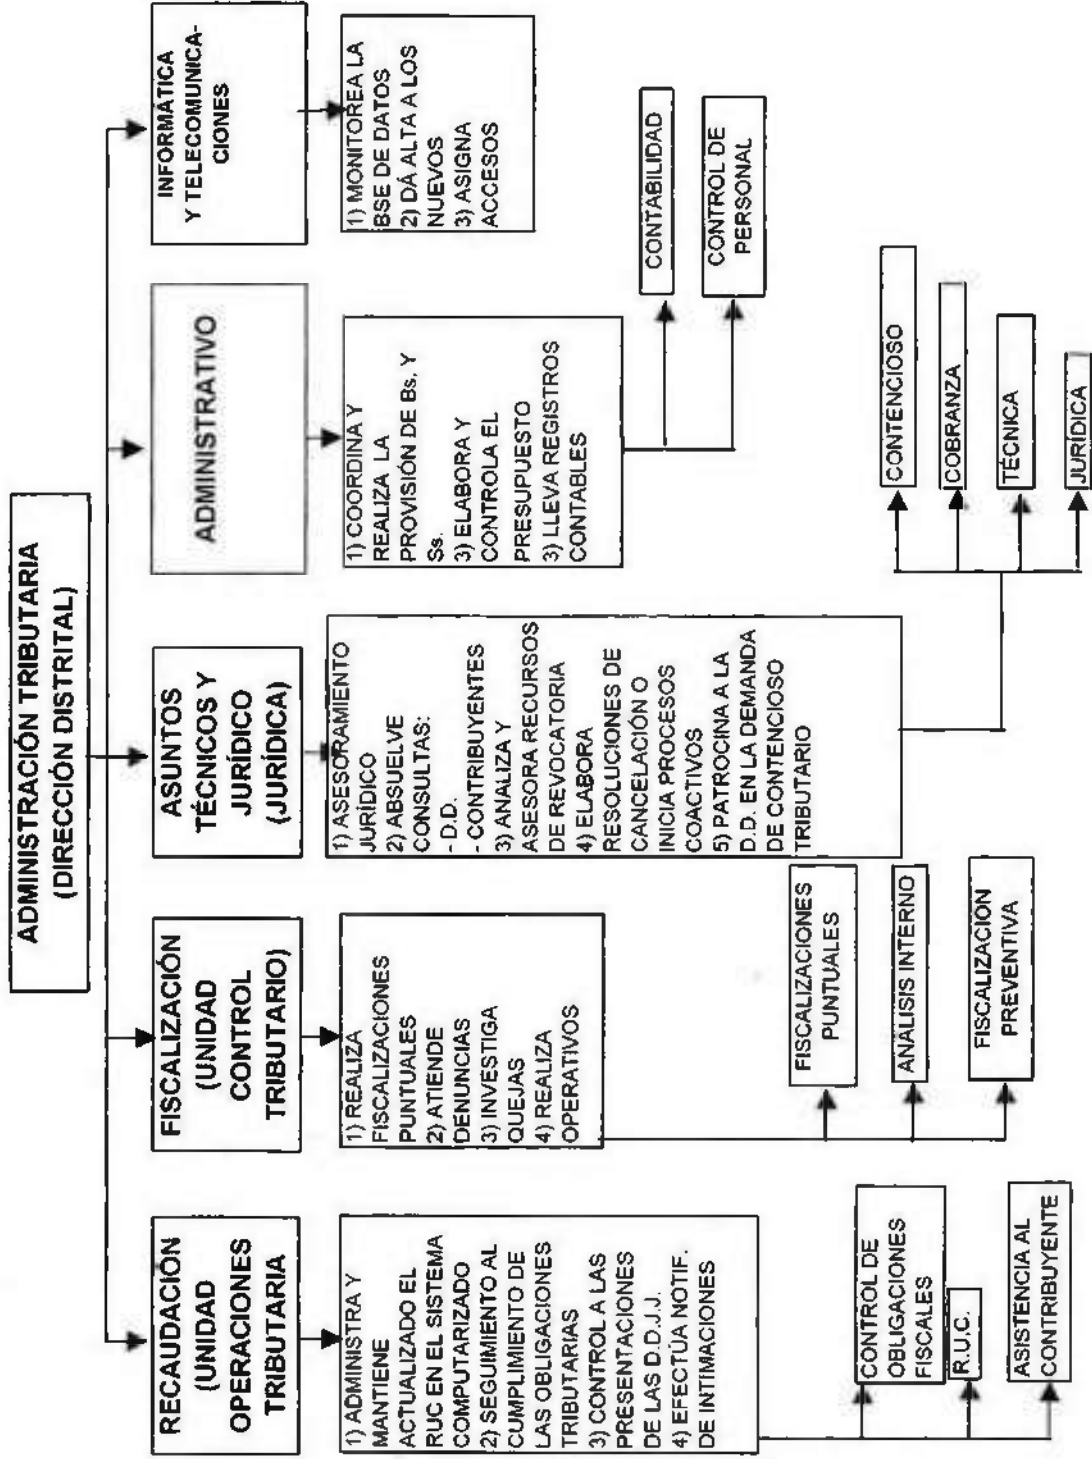 ADMINISTRACIÓN TRIBUTARIA
(DIRECCIÓN DISTRITAL)
RECAUDACIÓN
(UNIDAD
OPERACIONES
TRIBUTARIA
1) ADMINISTRA Y
MANTIENE
ACTUALIZADO EL
RUC EN EL SISTEMA
COMPUTARIZADO
2) SEGUIMIENTO AL
CUMPLIMIENTO DE
LAS OBLIGACIONES
TRIBUTARIAS
3) CONTROL A LAS
PRESENTACIONES
DE LAS D.D.J.J.
4) EFECTÚA NOTIF.
DE INTIMACIONES
CONTROL DE
OBLIGACIONES
FISCALES
R.U.C.
ASISTENCIA AL
CONTRIBUYENTE
FISCALIZACIÓN
(UNIDAD
CONTROL
TRIBUTARIO)
1) REALIZA
FISCALIZACIONES
PUNTUALES
2) ATIENDE
DENUNCIAS
3) INVESTIGA
QUEJAS
4) REALIZA
OPERATIVOS
FISCALIZACIONES
PUNTUALES
ANÁLISIS INTERNO
FISCALIZACIÓN
PREVENTIVA
ASUNTOS
TÉCNICOS Y
JURÍDICO
(JURÍDICA)
1) ASESORAMIENTO
JURÍDICO
2) ABSUELVE
CONSULTAS:
- D.D.
- CONTRIBUYENTES
3) ANALIZA Y
ASESORA RECURSOS
DE REVOCATORIA
4) ELABORA
RESOLUCIONES DE
CANCELACIÓN O
INICIA PROCESOS
COACTIVOS
5) PATROCINA A LA
D.D. EN LA DEMANDA
DE CONTENCIOSO
TRIBUTARIO
CONTENCIOSO
COBRANZA
TÉCNICA
JURÍDICA
ADMINISTRATIVO
1) COORDINA Y
REALIZA LA
PROVISIÓN DE Bs. Y
Ss.
3) ELABORA Y
CONTROLA EL
PRESUPUESTO
3) LLEVA REGISTROS
CONTABLES
CONTABILIDAD
CONTROL DE
PERSONAL
INFORMÁTICA
Y TELECOMUNICA-
CIONES
1) MONITOREA LA
BSE DE DATOS
2) DÁ ALTA A LOS
NUEVOS
3) ASIGNA
ACCESOS